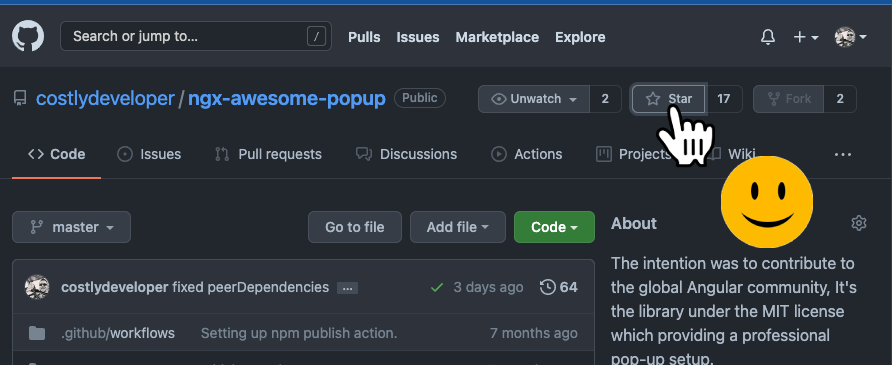 Search or jump to... /
Pulls Issues Marketplace Explore
costlydeveloper / ngx-awesome-popup Public
Unwatch 2 Star 17 Fork 2
Code Issues Pull requests Discussions Actions Projects Wiki ...
master Go to file Add file Code
About
costlydeveloper fixed peerDependencies ... 3 days ago 64
.github/workflows Setting up npm publish action. 7 months ago
The intention was to contribute to
the global Angular community, It's
the library under the MIT license
which providing a professional
pop-up setup.